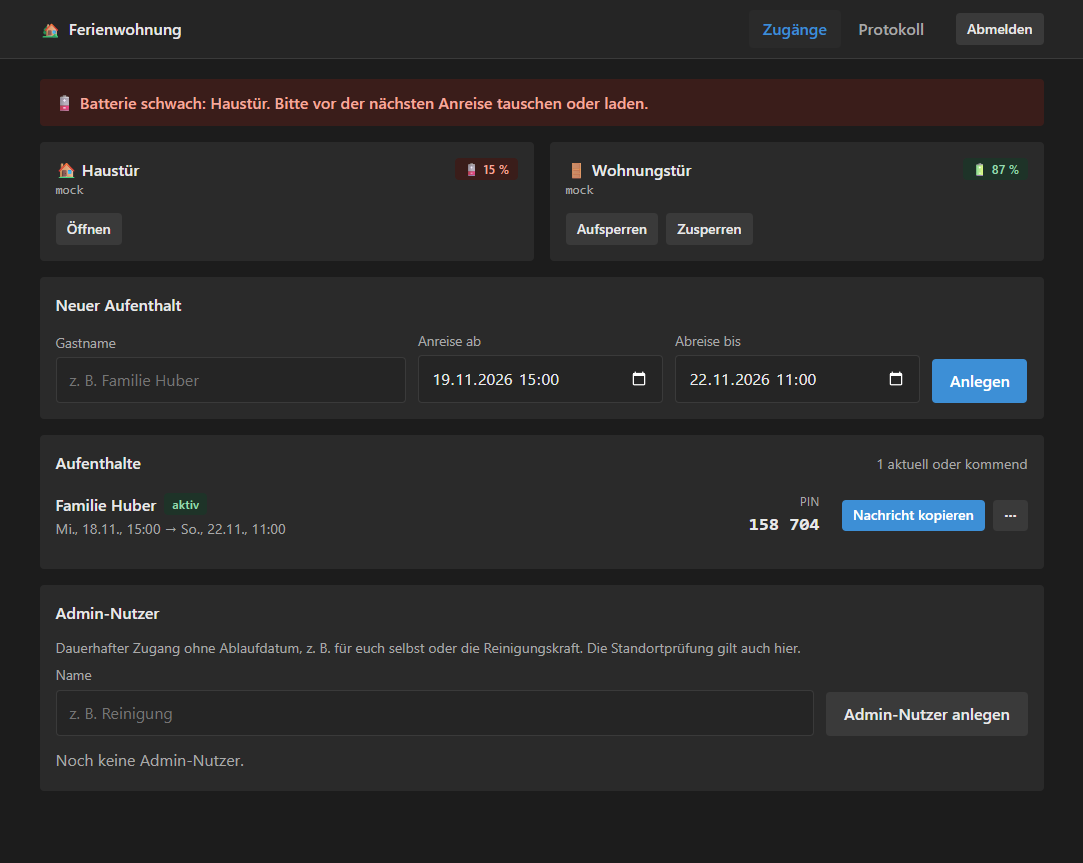 Ferienwohnung
Zugänge
Protokoll
Abmelden
Batterie schwach: Haustür. Bitte vor der nächsten Anreise tauschen oder laden.
Haustür
15 %
mock
Öffnen
Wohnungstür
87 %
mock
Aufsperren
Zusperren
Neuer Aufenthalt
Gastname
z. B. Familie Huber
Anreise ab
19.11.2026 15:00
Abreise bis
22.11.2026 11:00
Anlegen
Aufenthalte
1 aktuell oder kommend
Familie Huber
aktiv
Mi., 18.11., 15:00 → So., 22.11., 11:00
PIN
158 704
Nachricht kopieren
...
Admin-Nutzer
Dauerhafter Zugang ohne Ablaufdatum, z. B. für euch selbst oder die Reinigungskraft. Die Standortprüfung gilt auch hier.
Name
z. B. Reinigung
Admin-Nutzer anlegen
Noch keine Admin-Nutzer.